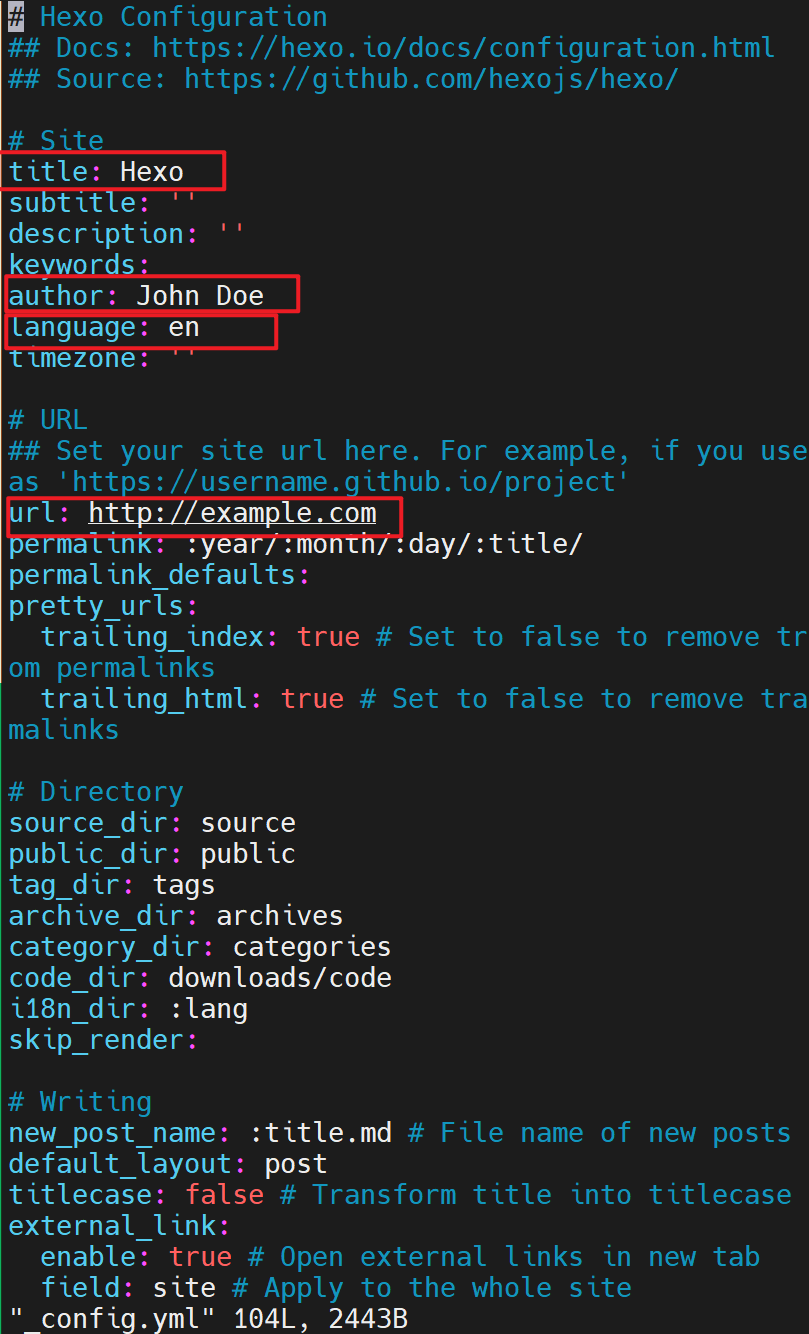 # Hexo Configuration
## Docs: https://hexo.io/docs/configuration.html
## Source: https://github.com/hexojs/hexo/
# Site
title: Hexo
subtitle: ''
description: ''
keywords:
author: John Doe
language: en
timezone: ''
# URL
## Set your site url here. For example, if you use
as 'https://username.github.io/project'
url: http://example.com
permalink: :year/:month/:day/:title/
permalink_defaults:
pretty_urls:
  trailing_index: true # Set to false to remove tr
om permalinks
  trailing_html: true # Set to false to remove tra
malinks
# Directory
source_dir: source
public_dir: public
tag_dir: tags
archive_dir: archives
category_dir: categories
code_dir: downloads/code
i18n_dir: :lang
skip_render:
# Writing
new_post_name: :title.md # File name of new posts
default_layout: post
titlecase: false # Transform title into titlecase
external_link:
  enable: true # Open external links in new tab
  field: site # Apply to the whole site
"_config.yml" 104L, 2443B